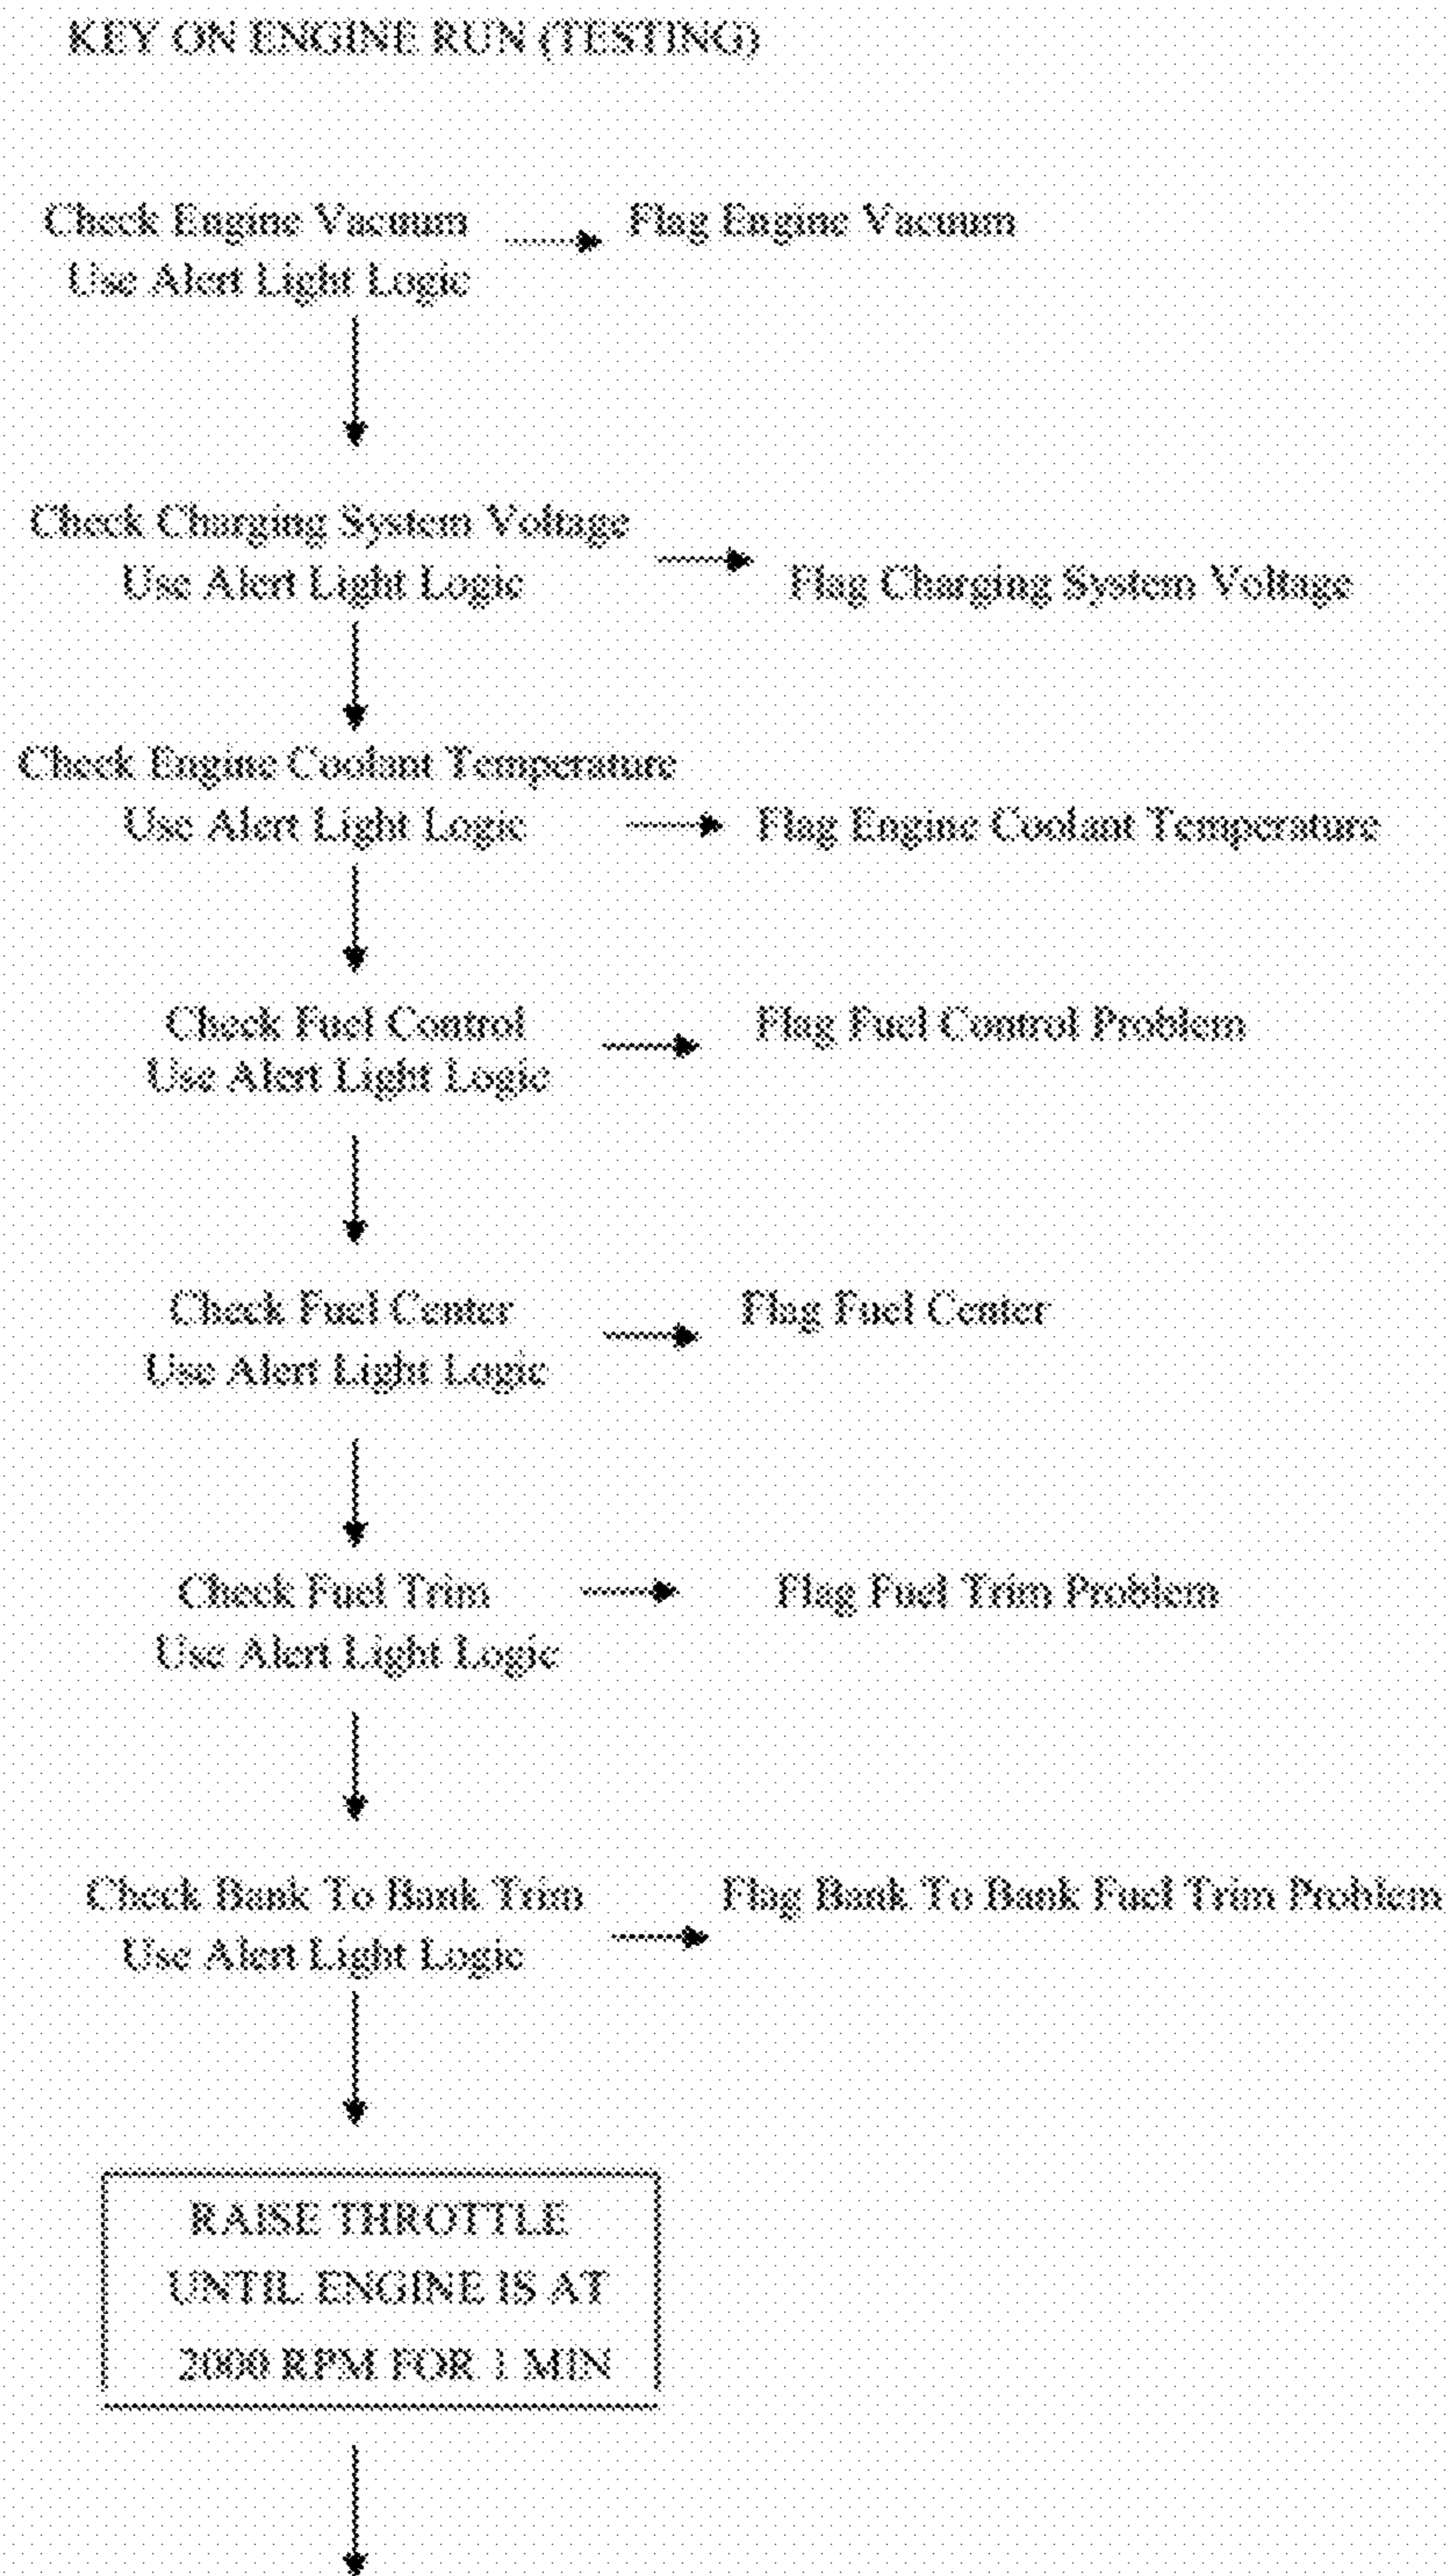 KEY ON ENGINE RUN (TESTING)
Check Engine Vacuum
Flag Engine Vacuum
Use Alert Light Logic
Check Charging System Voltage
Use Alert Light Logic
Flag Charging System Voltage
Check Engine Coolant Temperature
Use Alert Light Logic
Flag Engine Coolant Temperature
Check Fuel Control
Flag Fuel Control Problem
Use Alert Light Logic
Check Fuel Center
Flag Fuel Center
Use Alert Light Logic
Check Fuel Trim
Flag Fuel Trim Problem
Use Alert Light Logic
Check Bank To Bank Trim
Flag Bank To Bank Fuel Trim Problem
Use Alert Light Logic
RAISE THROTTLE
UNTIL ENGINE IS AT
2000 RPM FOR 1 MIN